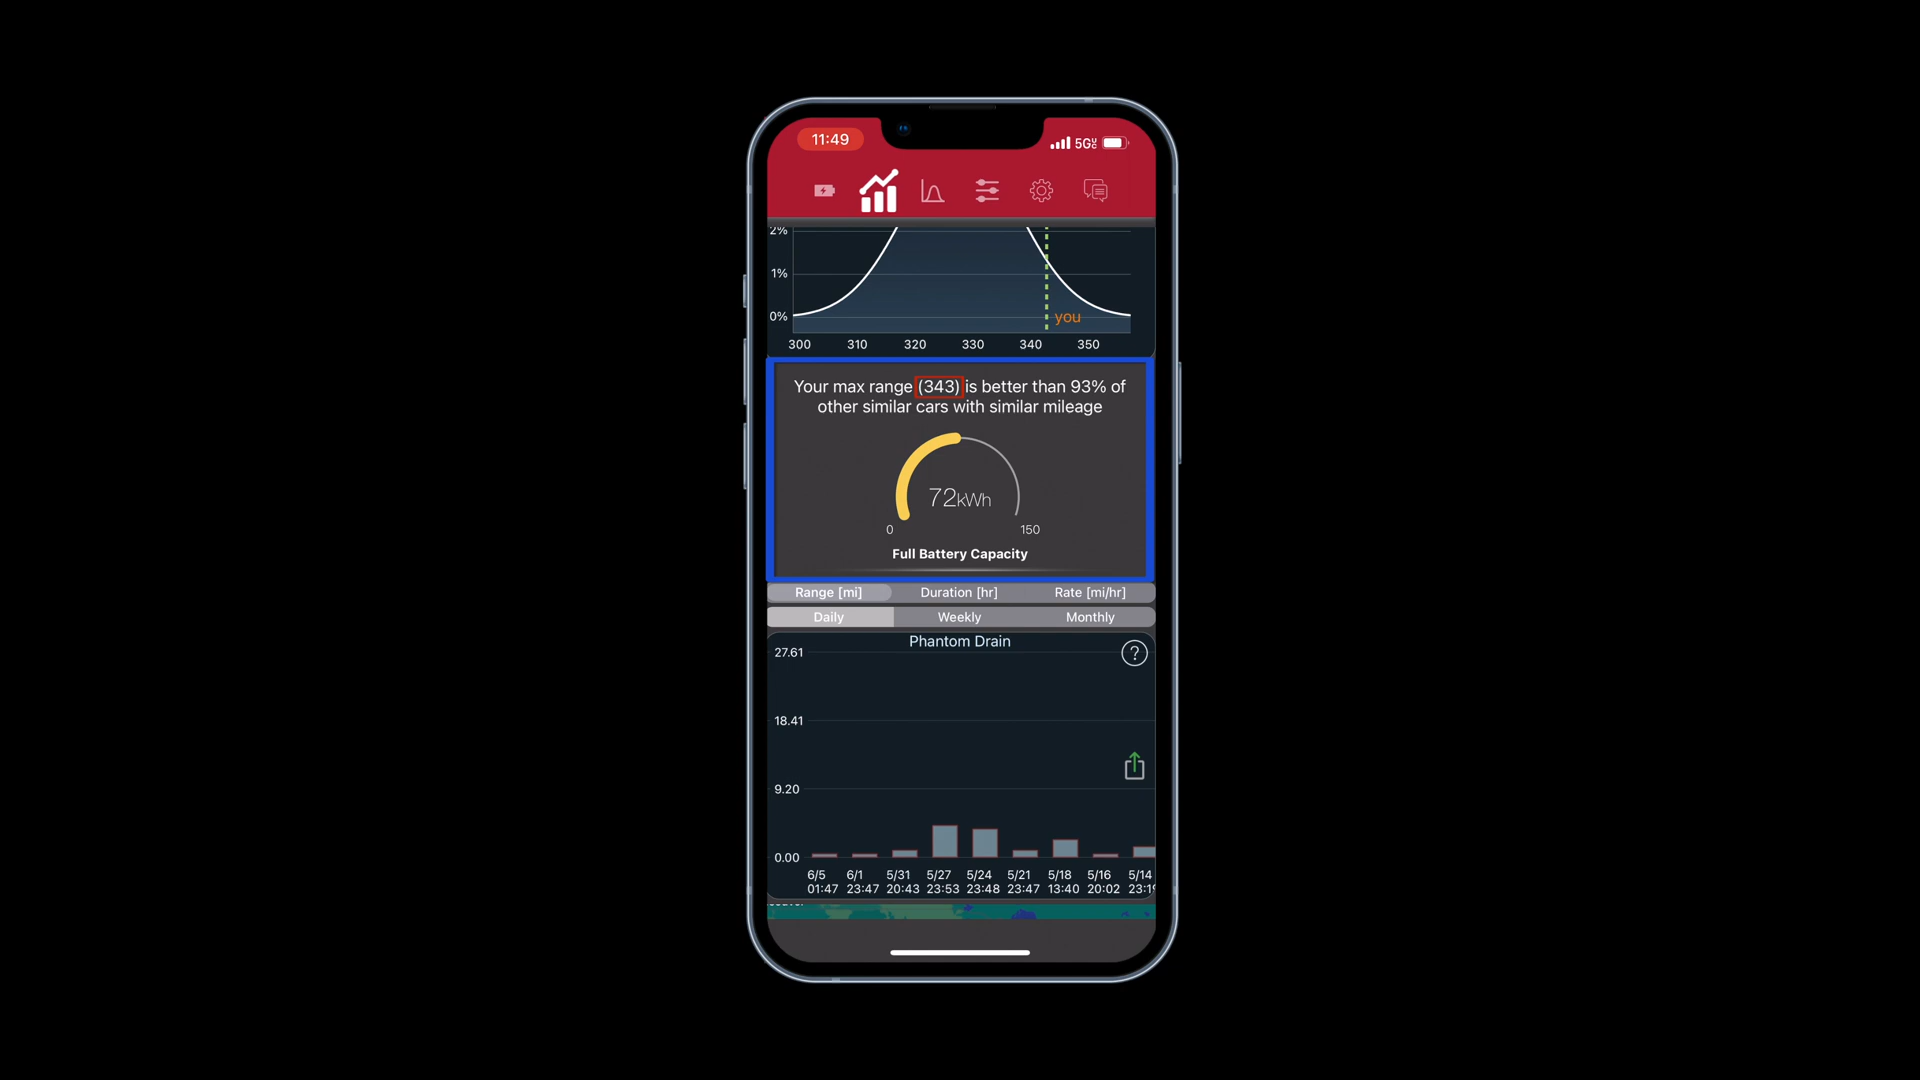 11:49
5G
2%
1%
0%
you
300 310 320 330 340 350
Your max range (343) is better than 93% of
other similar cars with similar mileage
72kWh
0 150
Full Battery Capacity
Range [mi] Duration [hr] Rate [mi/hr]
Daily Weekly Monthly
Phantom Drain
?
27.61
18.41
9.20
0.00
6/5 6/1 5/31 5/27 5/24 5/21 5/18 5/16 5/14
01:47 23:47 20:43 23:53 23:48 23:47 13:40 20:02 23:19